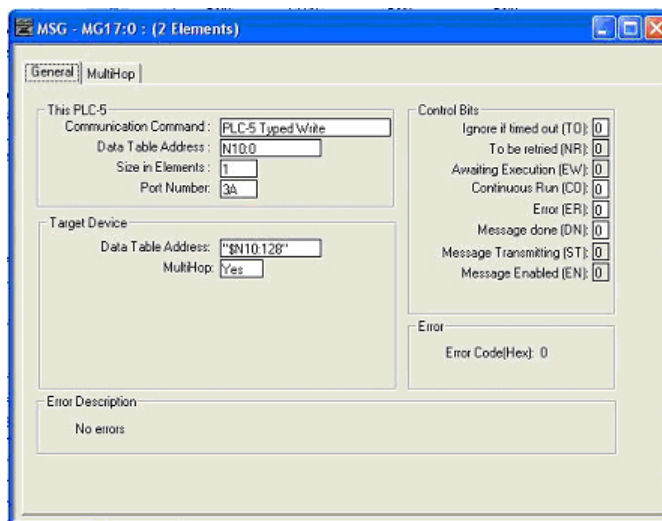 MSG - MG17:0 : (2 Elements)
General MultiHop
This PLC-5
Communication Command : PLC-5 Typed Write
Data Table Address : N10:0
Size in Elements : 1
Port Number: 3A
Target Device
Data Table Address: "$N10:128"
MultiHop: Yes
Control Bits
Ignore if timed out (TO): 0
To be retried (NR): 0
Awaiting Execution (EW): 0
Continuous Run (CO): 0
Error (ER): 0
Message done (DN): 0
Message Transmitting (ST): 0
Message Enabled (EN): 0
Error
Error Code(Hex): 0
Error Description
No errors